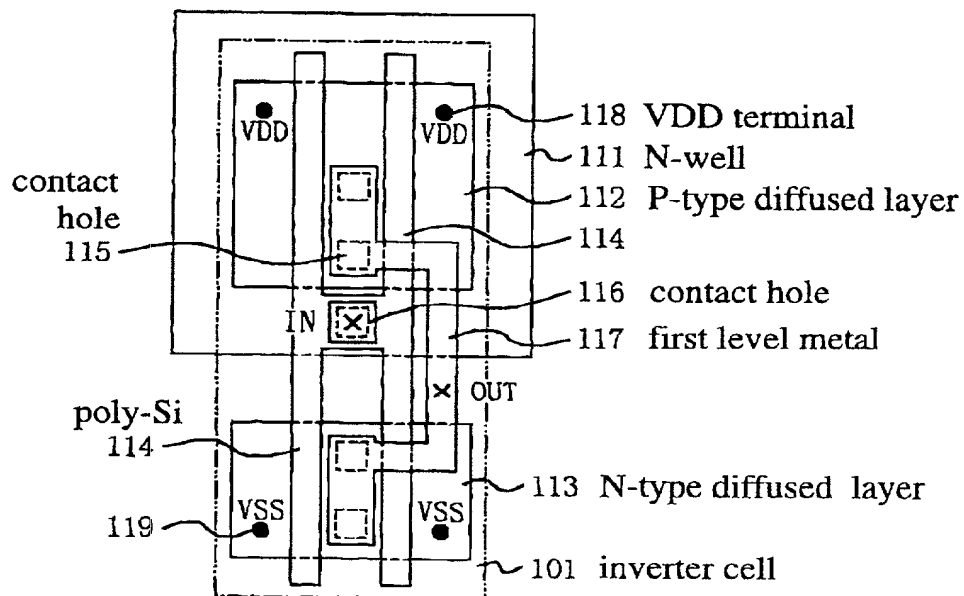 VDD
VDD
118 VDD terminal
111 N-well
112 P-type diffused layer
114
contact
hole
115
116 contact hole
IN
117 first level metal
OUT
poly-Si
114
113 N-type diffused layer
VSS
VSS
119
101 inverter cell